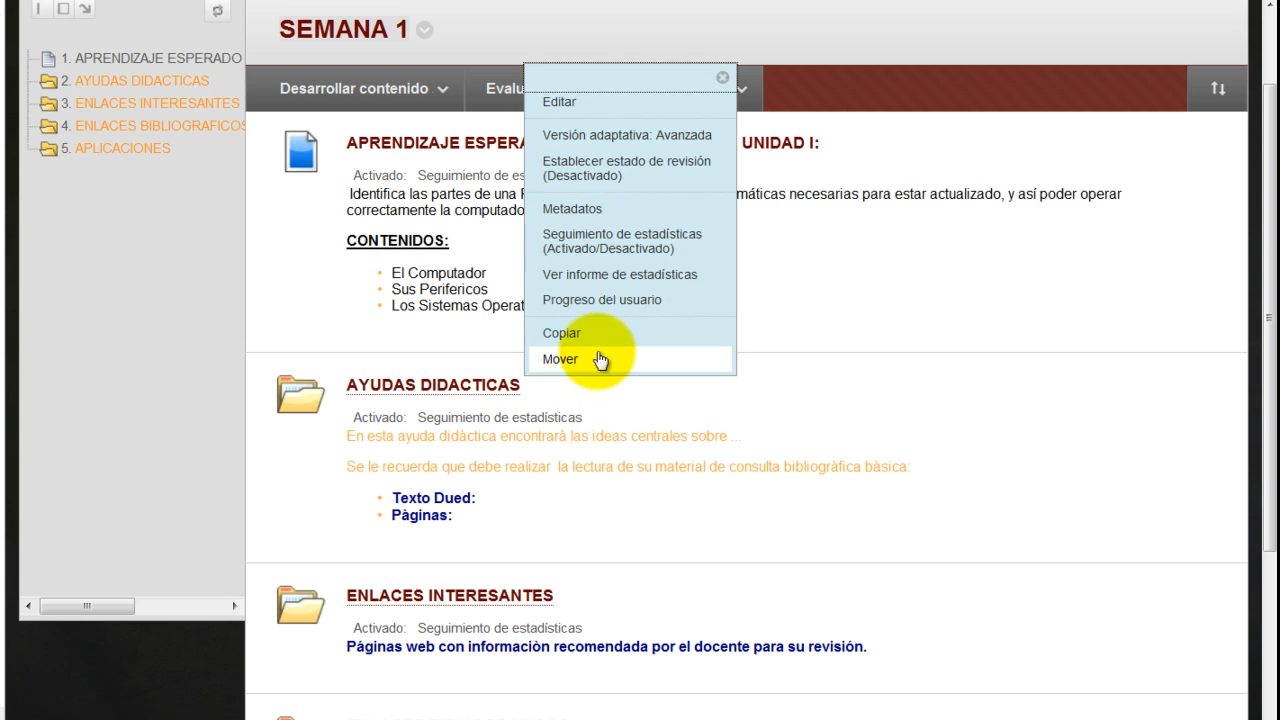 SEMANA 1
1. APRENDIZAJE ESPERADO
2. AYUDAS DIDACTICAS
3. ENLACES INTERESANTES
4. ENLACES BIBLIOGRAFICOS
5. APLICACIONES
Desarrollar contenido
Evalu
Editar
Versión adaptativa: Avanzada
Establecer estado de revisión
(Desactivado)
Metadatos
Seguimiento de estadísticas
(Activado/Desactivado)
Ver informe de estadísticas
Progreso del usuario
Copiar
Mover
APRENDIZAJE ESPERA UNIDAD I:
Activado: Seguimiento de es
Identifica las partes de una máticas necesarias para estar actualizado, y así poder operar
correctamente la computado
CONTENIDOS:
• El Computador
• Sus Perifericos
• Los Sistemas Operat
AYUDAS DIDACTICAS
Activado: Seguimiento de estadísticas
En esta ayuda didàctica encontrarà las ideas centrales sobre ...
Se le recuerda que debe realizar la lectura de su material de consulta bibliogràfica bàsica:
• Texto Dued:
• Pàginas:
ENLACES INTERESANTES
Activado: Seguimiento de estadísticas
Páginas web con informaciòn recomendada por el docente para su revisión.